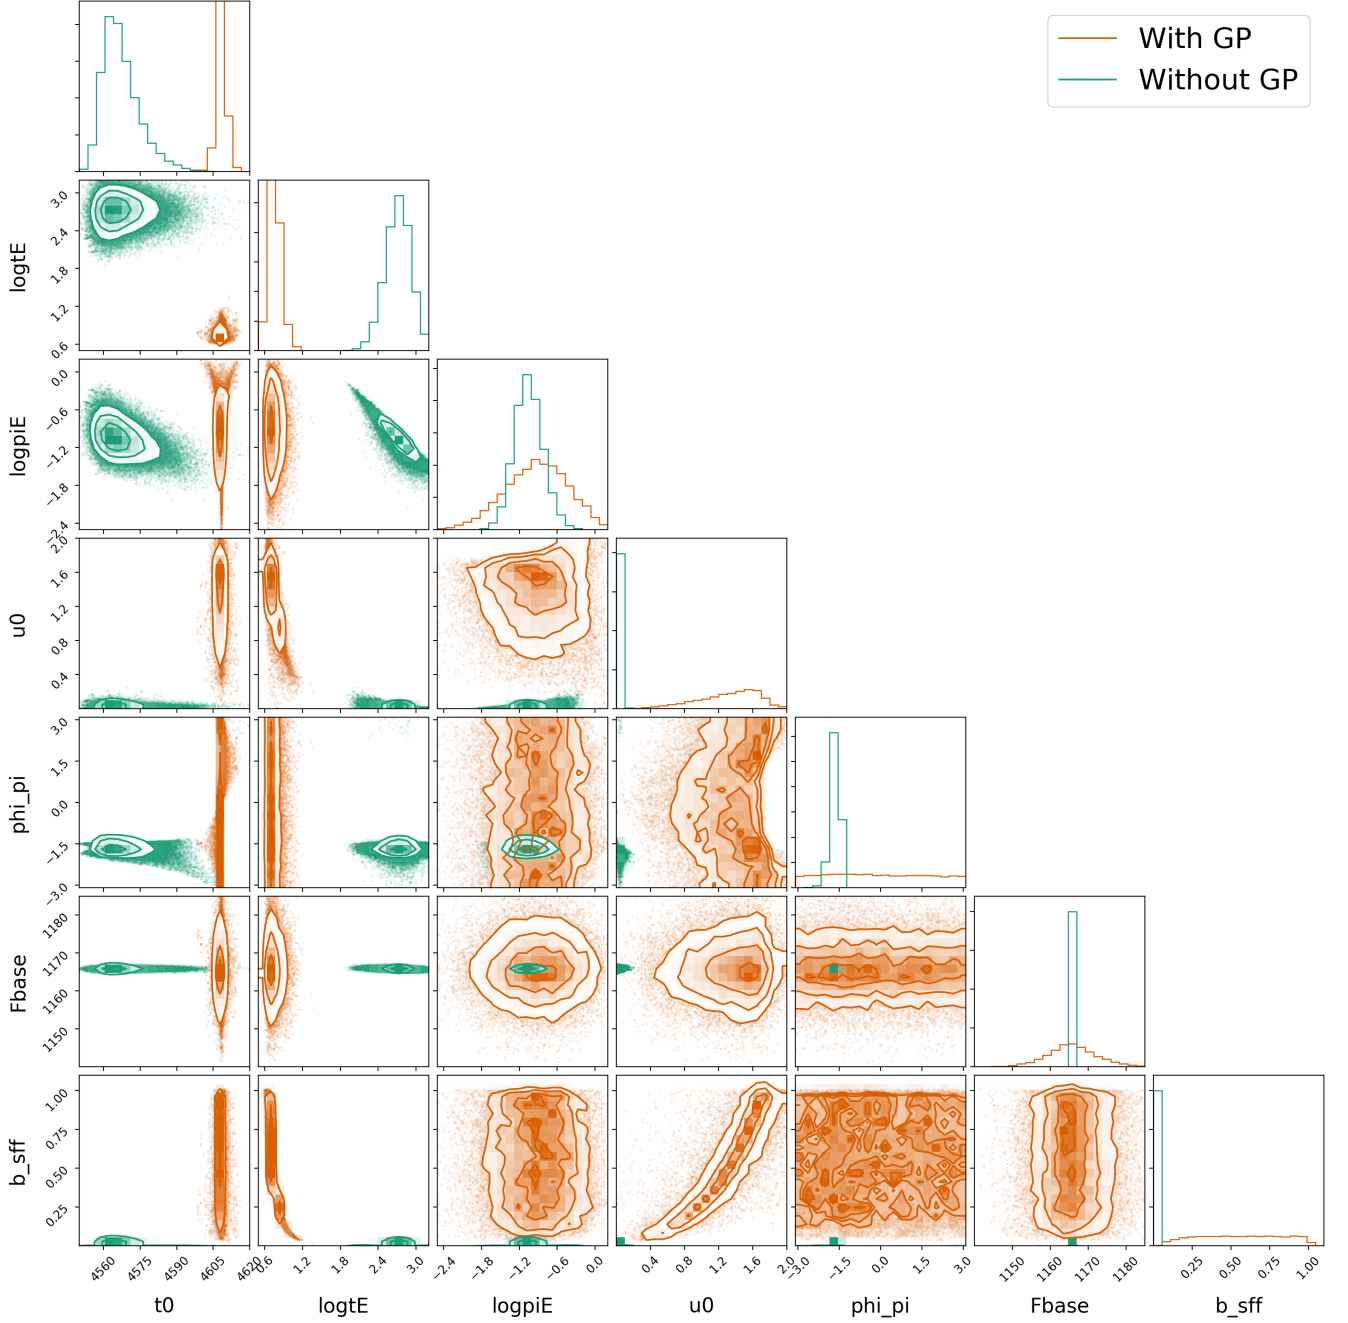 With GP
Without GP
3.0
2.4
1.8
1.2
0.6
logtE
0.0
−0.6
−1.2
−1.8
−2.4
logpiE
2.0
1.6
1.2
0.8
0.4
u0
3.0
1.5
0.0
−1.5
−3.0
phi_pi
1180
1170
1160
1150
Fbase
1.00
0.75
0.50
0.25
b_sff
4560 4575 4590 4605 4620
0.6 1.2 1.8 2.4 3.0
−2.4 −1.8 −1.2 −0.6 0.0
0.4 0.8 1.2 1.6 2.0
−3.0 −1.5 0.0 1.5 3.0
1150 1160 1170 1180
0.25 0.50 0.75 1.00
t0 logtE logpiE u0 phi_pi Fbase b_sff